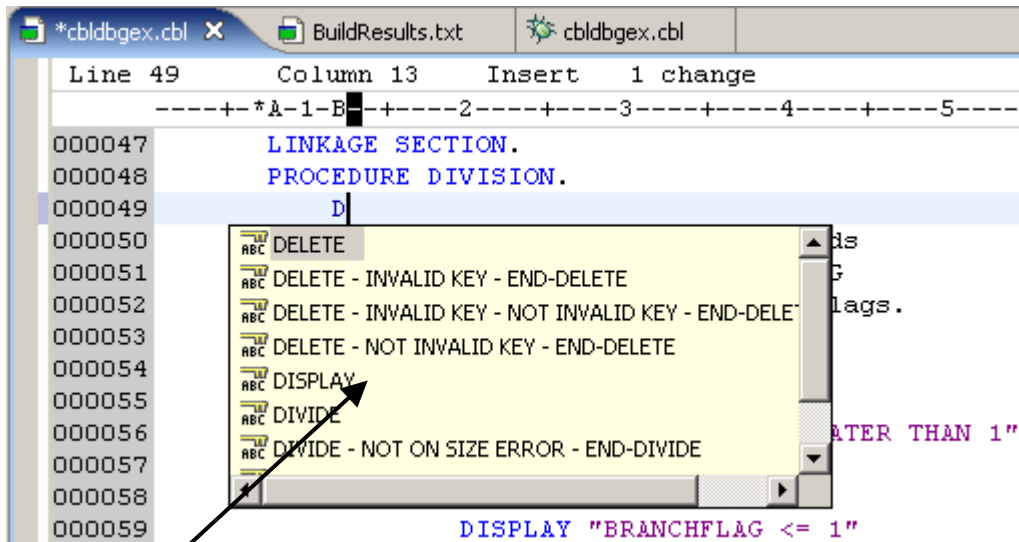 *cbldbgex.cbl BuildResults.txt cbldbgex.cbl
Line 49 Column 13 Insert 1 change
----+-*A-1-B--+----2----+----3----+----4----+----5----
000047 LINKAGE SECTION.
000048 PROCEDURE DIVISION.
000049 D
000050 ds
DELETE
000051
DELETE - INVALID KEY - END-DELETE
000052 lags.
DELETE - INVALID KEY - NOT INVALID KEY - END-DELET
000053
DELETE - NOT INVALID KEY - END-DELETE
000054
DISPLAY
000055
DIVIDE
000056 ATER THAN 1"
DIVIDE - NOT ON SIZE ERROR - END-DIVIDE
000057
000058
000059 DISPLAY "BRANCHFLAG <= 1"